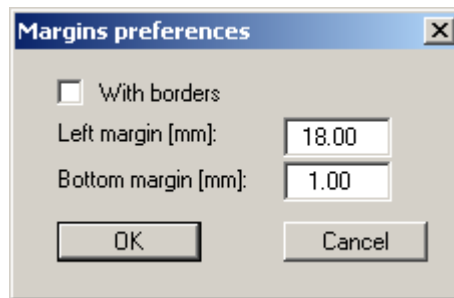 Margins preferences
With borders
Left margin [mm]: 18.00
Bottom margin [mm]: 1.00
OK Cancel